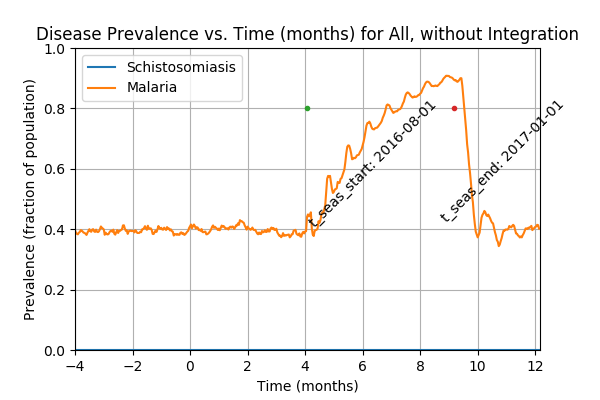 Disease Prevalence vs. Time (months) for All, without Integration
Prevalence (fraction of population)
1.0
0.8
0.6
0.4
0.2
0.0
Schistosomiasis
Malaria
t_seas_start: 2016-08-01
t_seas_end: 2017-01-01
−4 −2 0 2 4 6 8 10 12
Time (months)